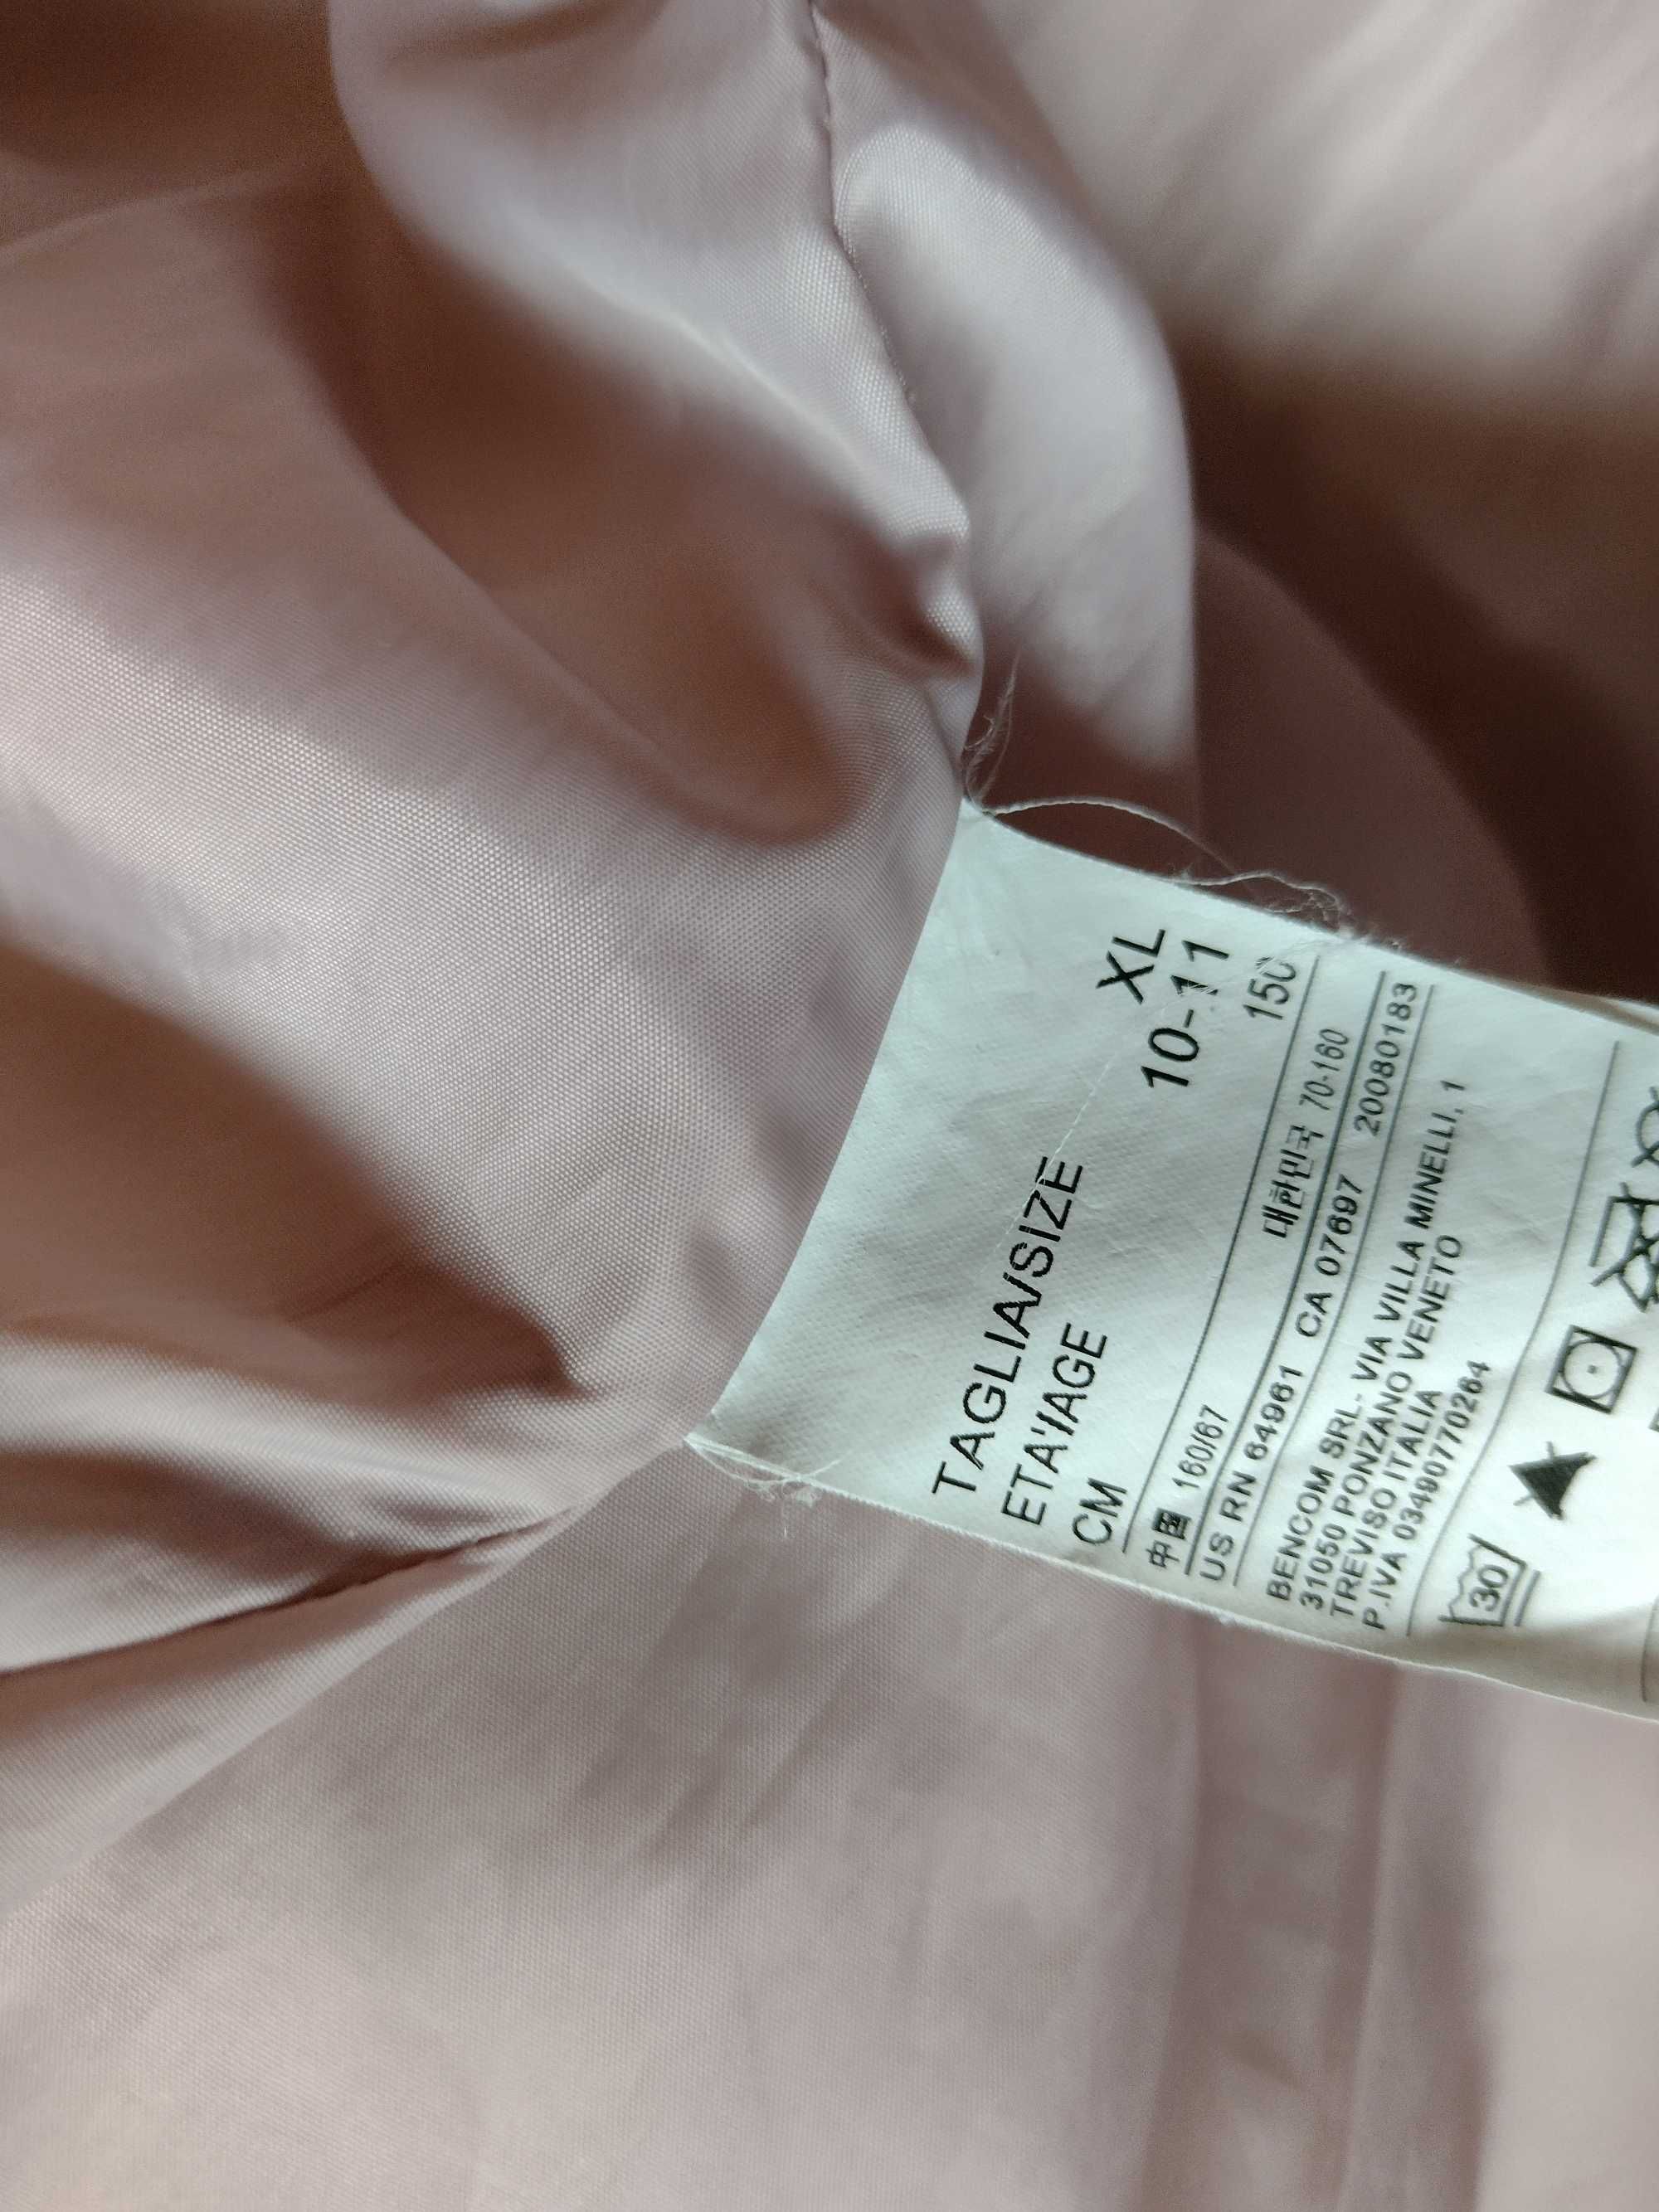 TAGLIA/SIZE XL
ETA'/AGE 10-11
CM 150
中国 160/67 대한민국 70-160
US RN 64961 CA 07697 20080183
BENCOM SRL- VIA VILLA MINELLI, 1
31050 PONZANO VENETO
TREVISO ITALIA
P.IVA 03490770264
30